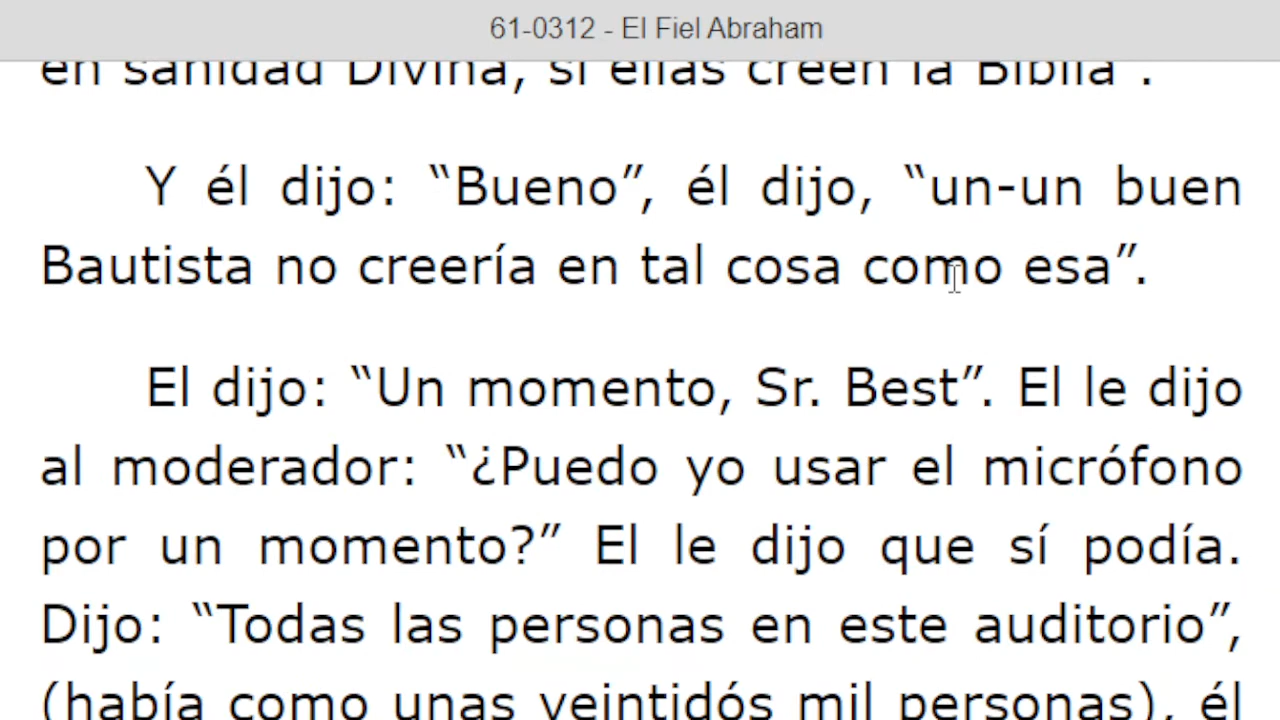 61-0312 - El Fiel Abraham
en sanidad Divina, si ellas creen la Biblia”.
Y él dijo: “Bueno”, él dijo, “un-un buen
Bautista no creería en tal cosa como esa”.
El dijo: “Un momento, Sr. Best”. El le dijo
al moderador: “¿Puedo yo usar el micrófono
por un momento?” El le dijo que sí podía.
Dijo: “Todas las personas en este auditorio”,
(había como unas veintidós mil personas), él